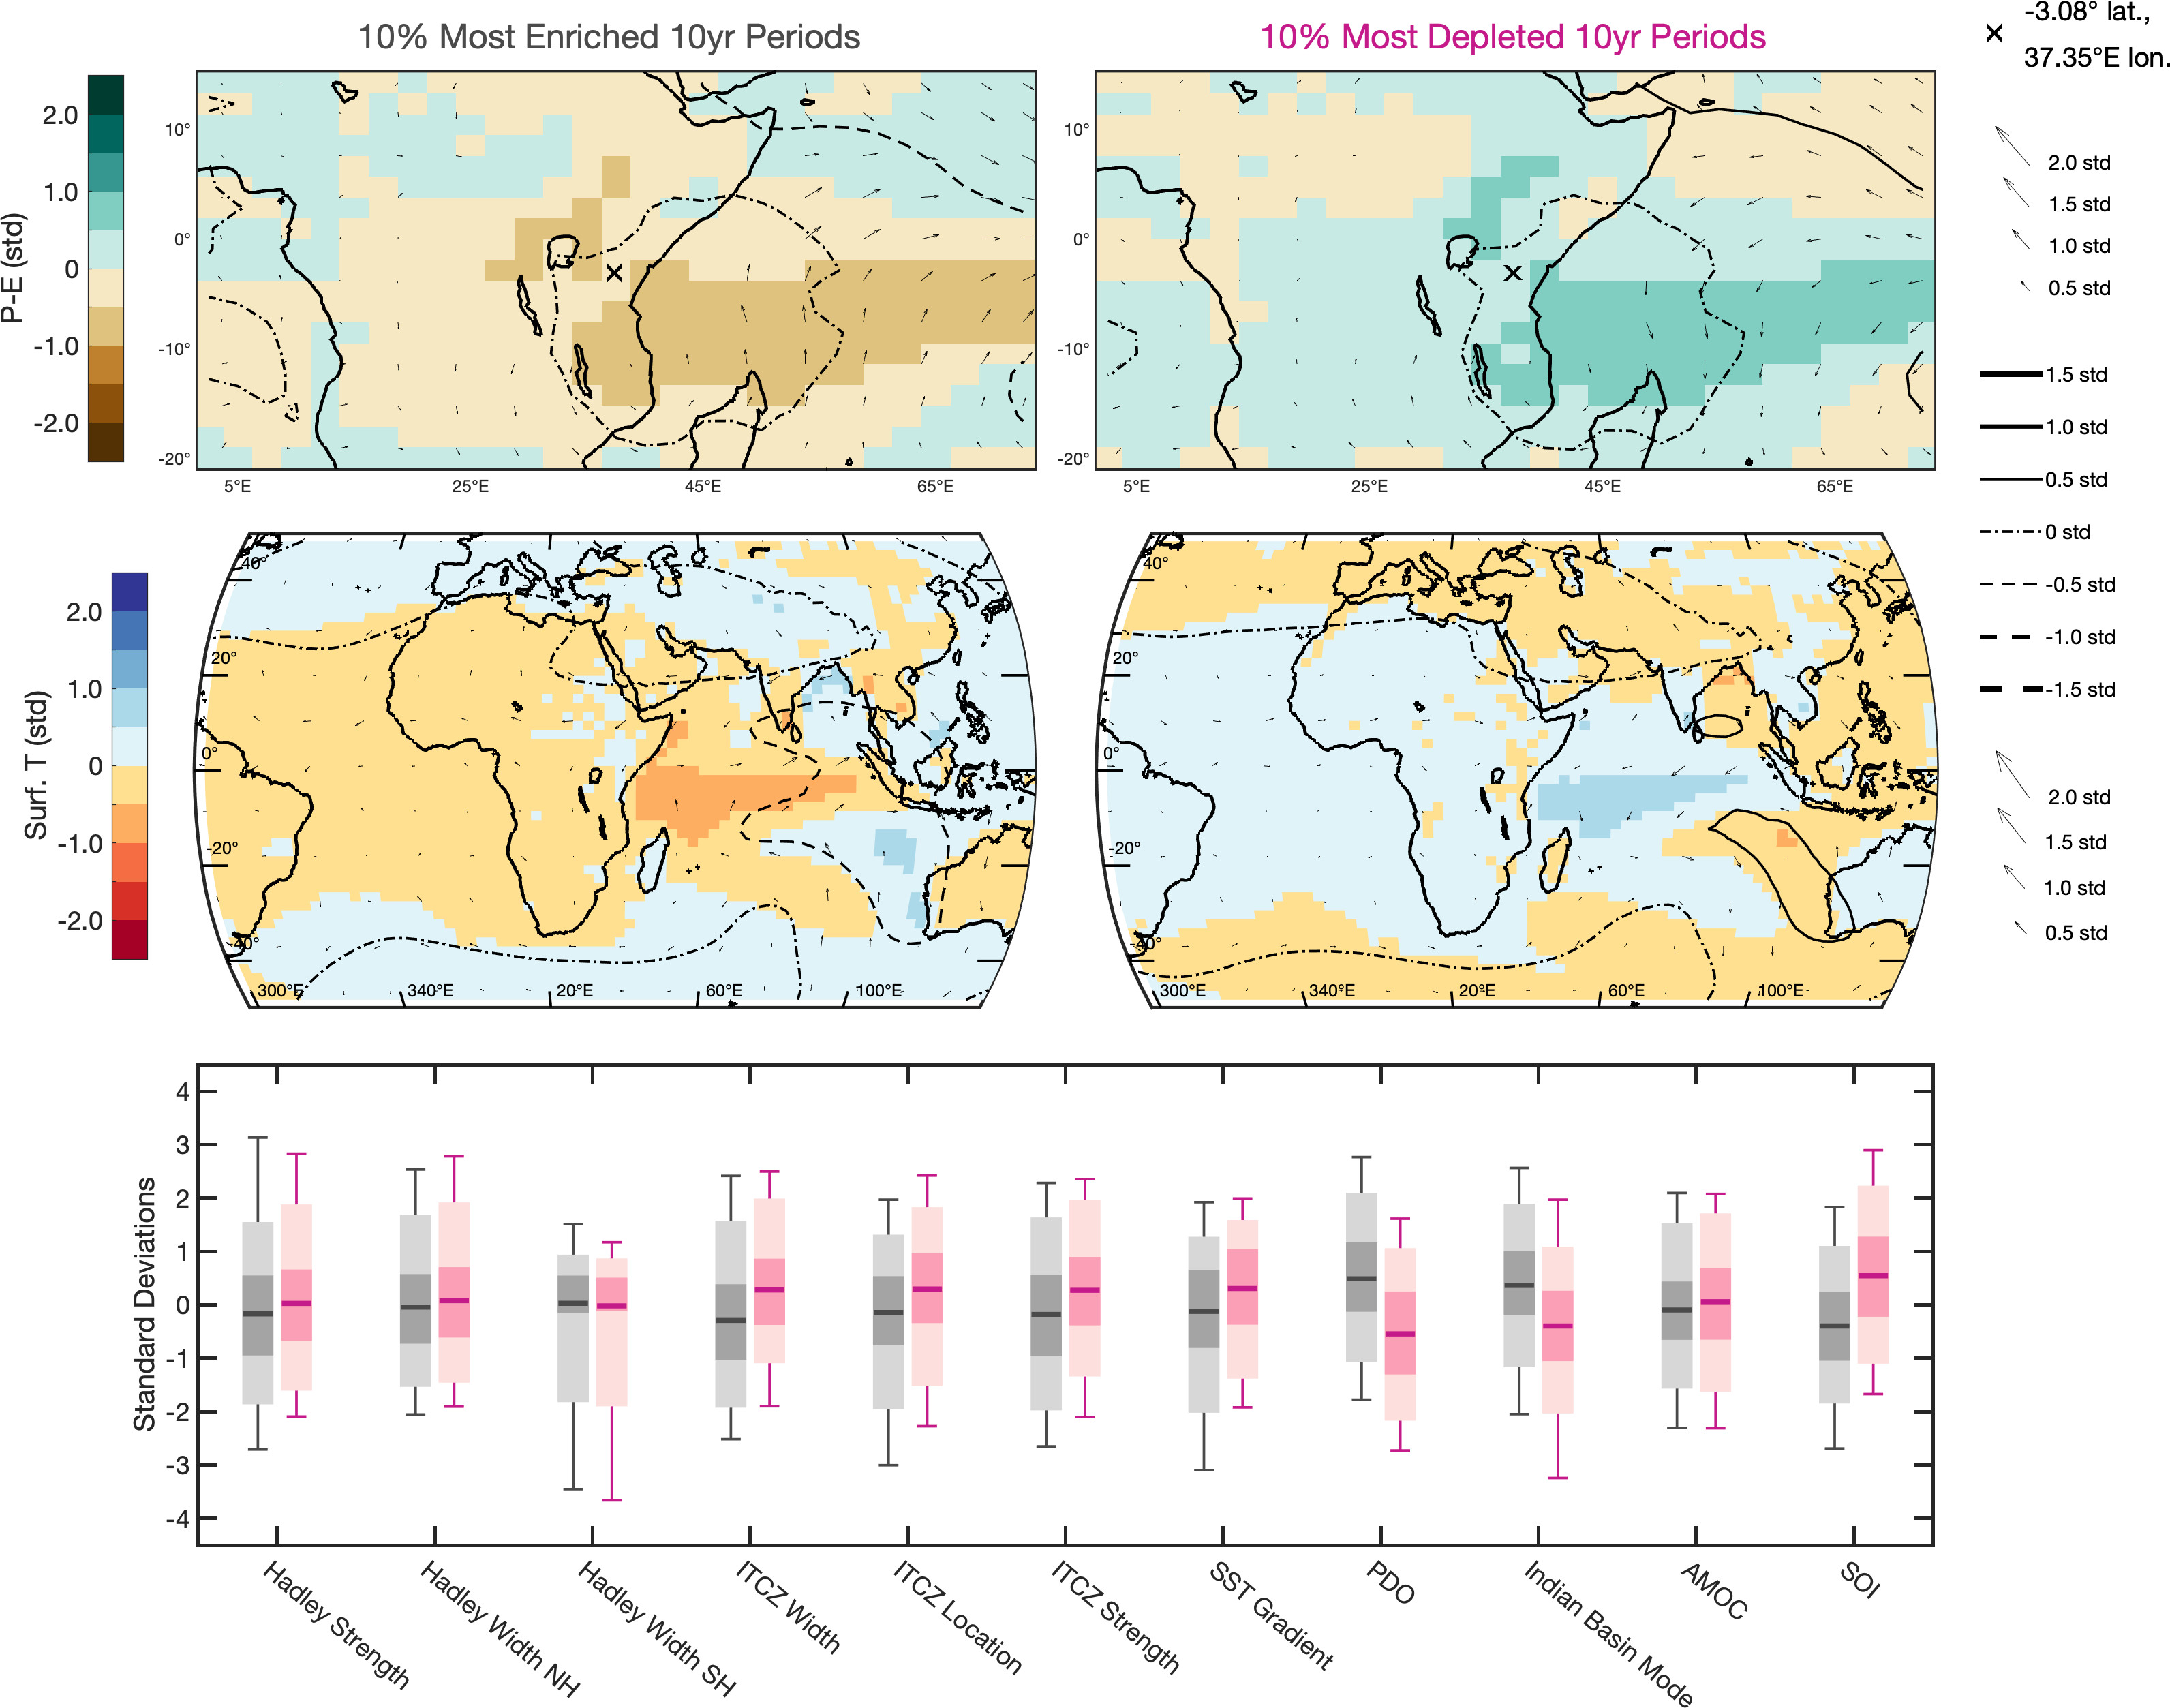 10% Most Enriched 10yr Periods
10% Most Depleted 10yr Periods
-3.08° lat.,
37.35°E lon.
P-E (std)
2.0
1.0
0
-1.0
-2.0
10°
0°
-10°
-20°
5°E
25°E
45°E
65°E
10°
0°
-10°
-20°
5°E
25°E
45°E
65°E
2.0 std
1.5 std
1.0 std
0.5 std
1.5 std
1.0 std
0.5 std
0 std
-0.5 std
-1.0 std
-1.5 std
Surf. T (std)
2.0
1.0
0
-1.0
-2.0
40°
20°
0°
-20°
-40°
300°E
340°E
20°E
60°E
100°E
40°
20°
0°
-20°
-40°
300°E
340°E
20°E
60°E
100°E
2.0 std
1.5 std
1.0 std
0.5 std
Standard Deviations
4
3
2
1
0
-1
-2
-3
-4
Hadley Strength
Hadley Width NH
Hadley Width SH
ITCZ Width
ITCZ Location
ITCZ Strength
SST Gradient
PDO
Indian Basin Mode
AMOC
SOI